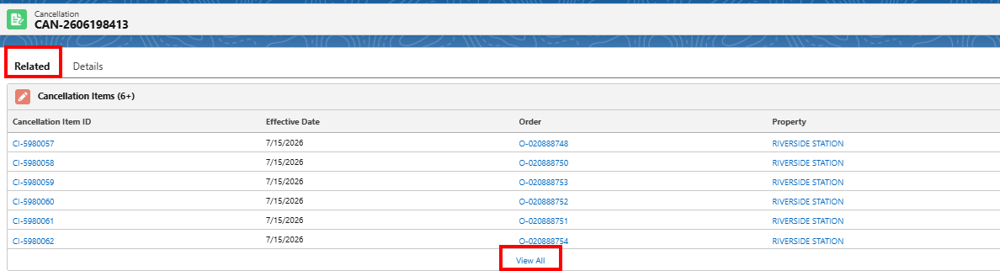 Cancellation
CAN-2606198413
Related Details
Cancellation Items (6+)
Cancellation Item ID Effective Date Order Property
CI-5980057 7/15/2026 O-020888748 RIVERSIDE STATION
CI-5980058 7/15/2026 O-020888750 RIVERSIDE STATION
CI-5980059 7/15/2026 O-020888753 RIVERSIDE STATION
CI-5980060 7/15/2026 O-020888752 RIVERSIDE STATION
CI-5980061 7/15/2026 O-020888751 RIVERSIDE STATION
CI-5980062 7/15/2026 O-020888754 RIVERSIDE STATION
View All